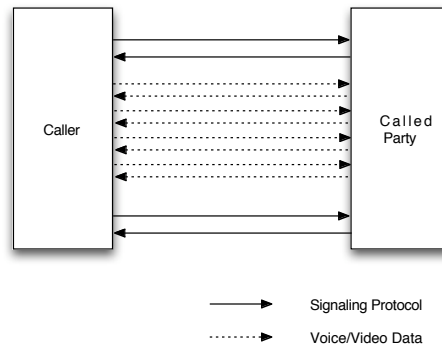 Caller
Called
Party
Signaling Protocol
Voice/Video Data